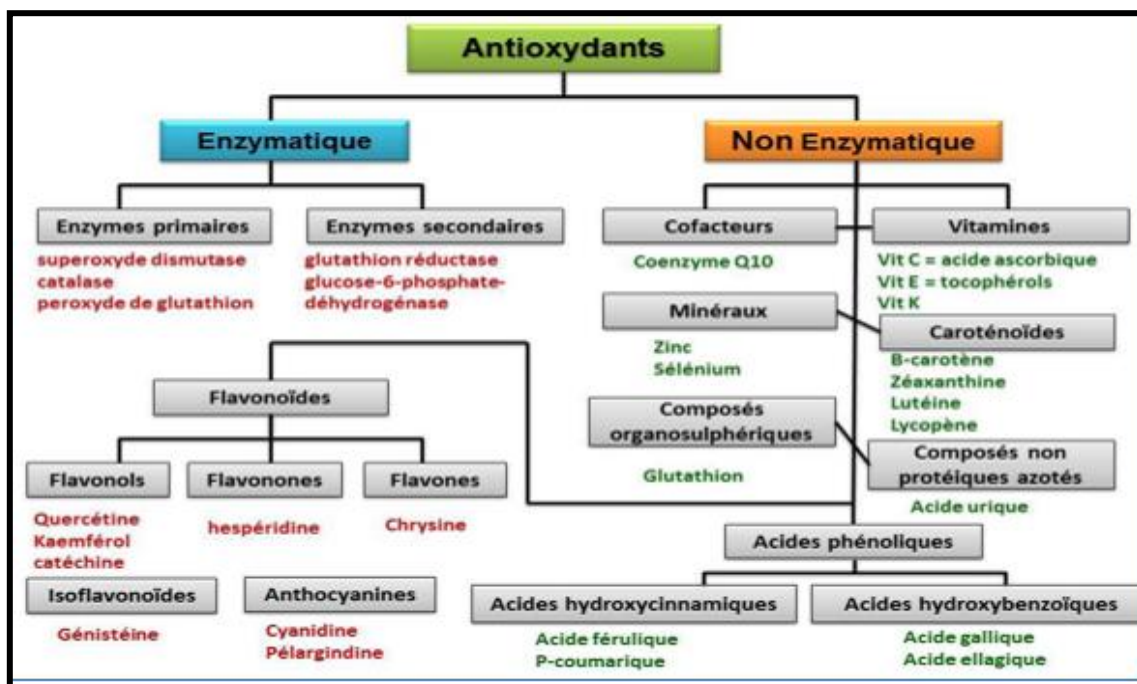 Antioxydants
Enzymatique
Non Enzymatique
Enzymes primaires
superoxyde dismutase
catalase
peroxyde de glutathion
Enzymes secondaires
glutathion réductase
glucose-6-phosphate-
déhydrogénase
Cofacteurs
Coenzyme Q10
Vitamines
Vit C = acide ascorbique
Vit E = tocophérols
Vit K
Minéraux
Zinc
Sélénium
Caroténoïdes
B-carotène
Zéaxanthine
Lutéine
Lycopène
Composés
organosulphériques
Glutathion
Composés non
protéiques azotés
Acide urique
Flavonoïdes
Flavonols
Quercétine
Kaemférol
catéchine
Flavonones
hespéridine
Flavones
Chrysine
Isoflavonoïdes
Génistéine
Anthocyanines
Cyanidine
Pélargindine
Acides phénoliques
Acides hydroxycinnamiques
Acide férulique
P-coumarique
Acides hydroxybenzoïques
Acide gallique
Acide ellagique